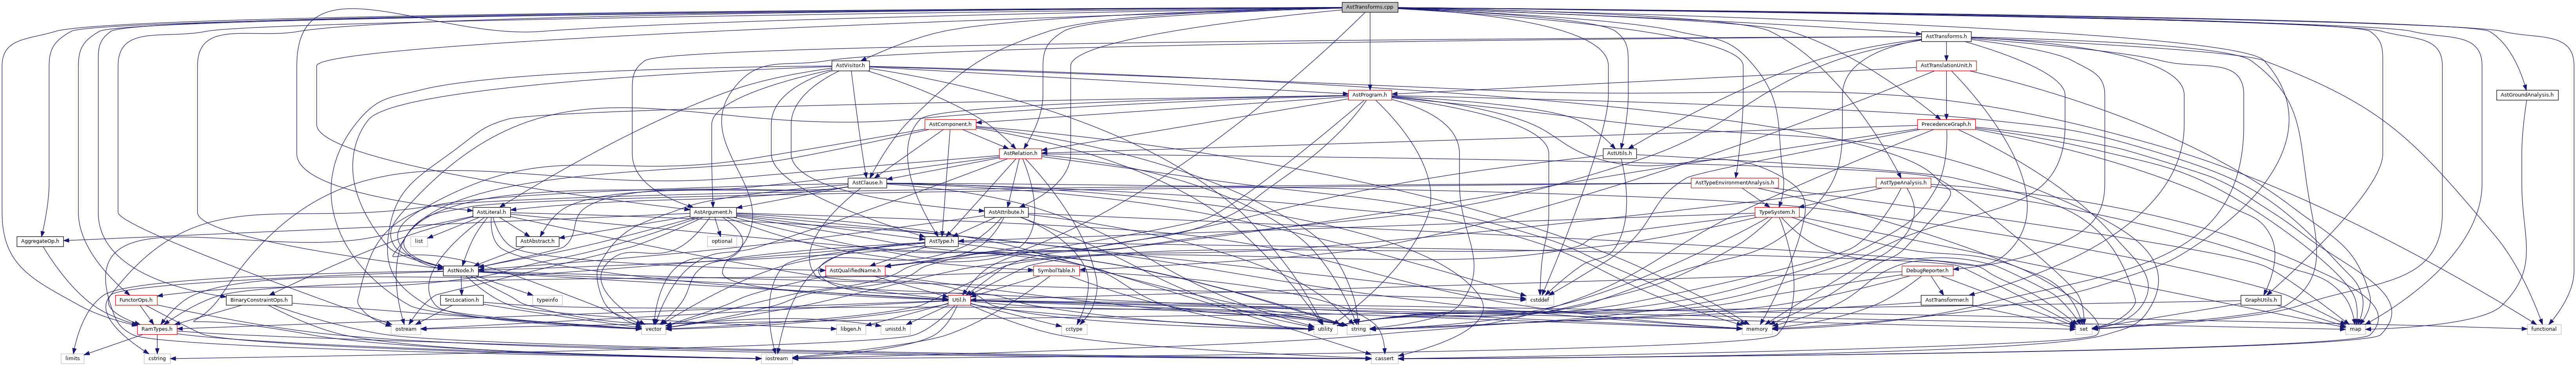 AstTransforms.cpp
AstTransforms.h
AstVisitor.h
AstTranslationUnit.h
AstProgram.h
AstGroundAnalysis.h
AstComponent.h
PrecedenceGraph.h
AstRelation.h
AstUtils.h
AstClause.h
AstTypeEnvironmentAnalysis.h
AstTypeAnalysis.h
AstLiteral.h
AstArgument.h
AstAttribute.h
TypeSystem.h
AggregateOp.h
list
AstAbstract.h
optional
AstType.h
AstNode.h
AstQualifiedName.h
SymbolTable.h
DebugReporter.h
FunctorOps.h
BinaryConstraintOps.h
SrcLocation.h
typeinfo
Util.h
cstddef
AstTransformer.h
GraphUtils.h
RamTypes.h
ostream
vector
libgen.h
unistd.h
cctype
utility
string
memory
set
map
functional
limits
cstring
iostream
cassert